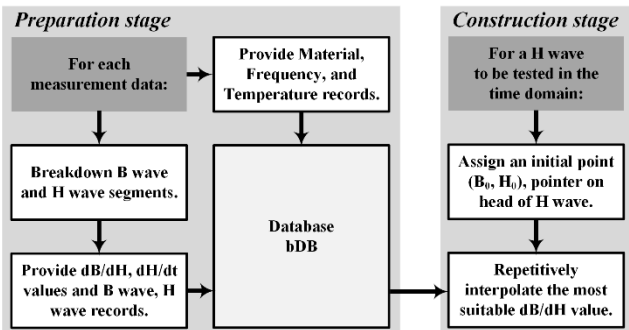 Preparation stage
For each
measurement data:
Provide Material,
Frequency, and
Temperature records.
Breakdown B wave
and H wave segments.
Provide dB/dH, dH/dt
values and B wave, H
wave records.
Database
bDB
Construction stage
For a H wave
to be tested in the
time domain:
Assign an initial point
(B₀, H₀), pointer on
head of H wave.
Repetitively
interpolate the most
suitable dB/dH value.